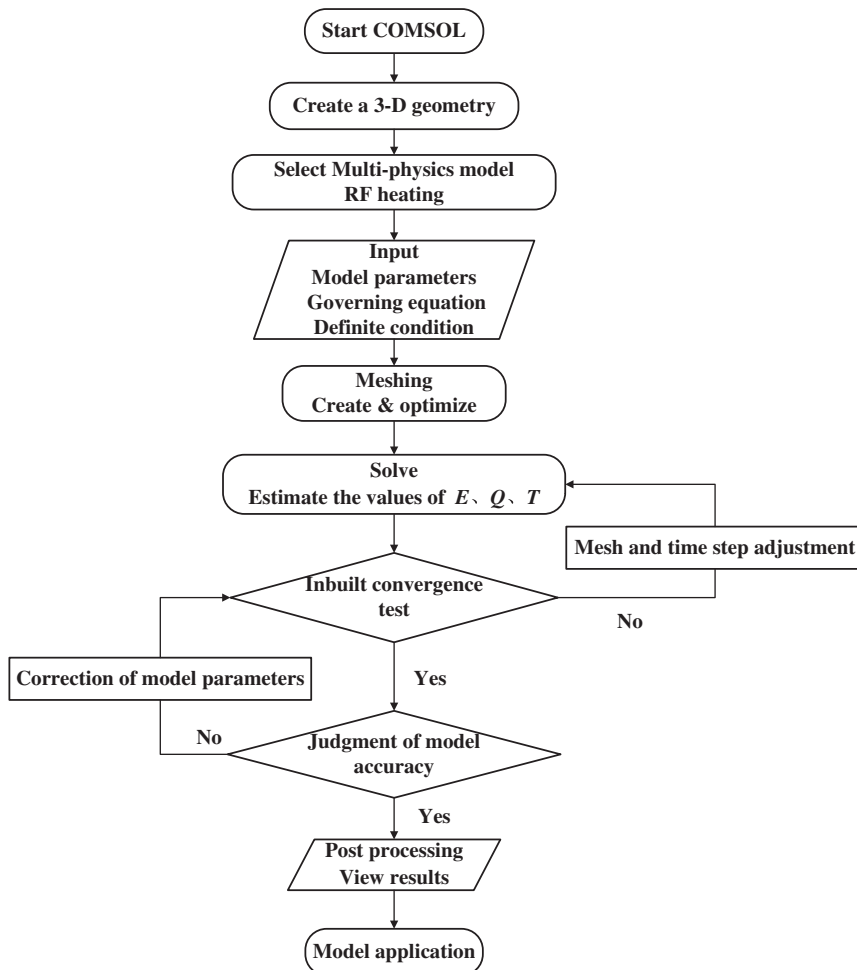 Start COMSOL
Create a 3-D geometry
Select Multi-physics model
RF heating
Input
Model parameters
Governing equation
Definite condition
Meshing
Create & optimize
Solve
Estimate the values of E、Q、T
Mesh and time step adjustment
Inbuilt convergence
test
No
Correction of model parameters
Yes
No
Judgment of model
accuracy
Yes
Post processing
View results
Model application